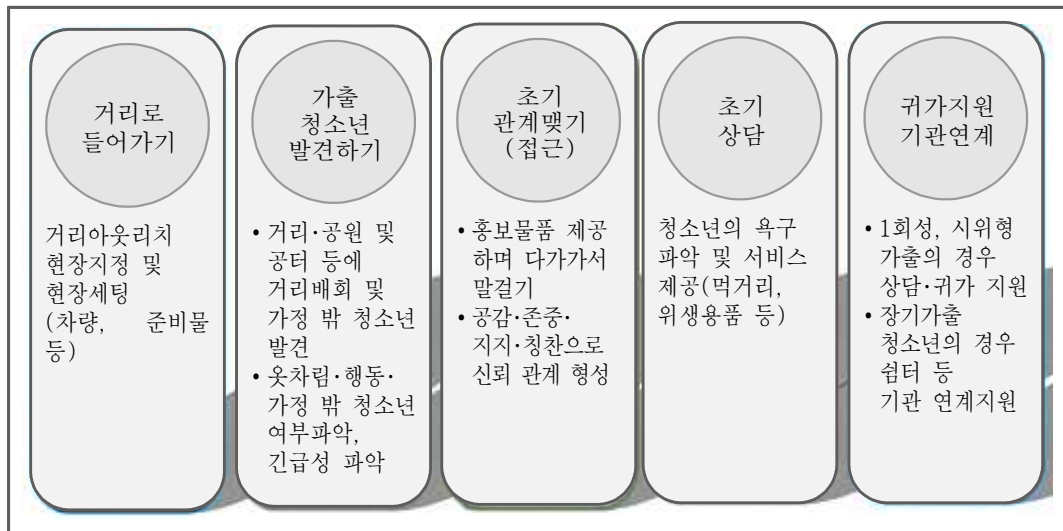 거리로
들어가기
거리아웃리치
현장지정 및
현장세팅
(차량, 준비물
등)
가출
청소년
발견하기
• 거리·공원 및
공터 등에
거리배회 및
가정 밖 청소년
발견
• 옷차림·행동·
가정 밖 청소년
여부파악,
긴급성 파악
초기
관계맺기
(접근)
• 홍보물품 제공
하며 다가가서
말걸기
• 공감·존중·
지지·칭찬으로
신뢰 관계 형성
초기
상담
청소년의 욕구
파악 및 서비스
제공(먹거리,
위생용품 등)
귀가지원
기관연계
• 1회성, 시위형
가출의 경우
상담·귀가 지원
• 장기가출
청소년의 경우
쉼터 등
기관 연계지원